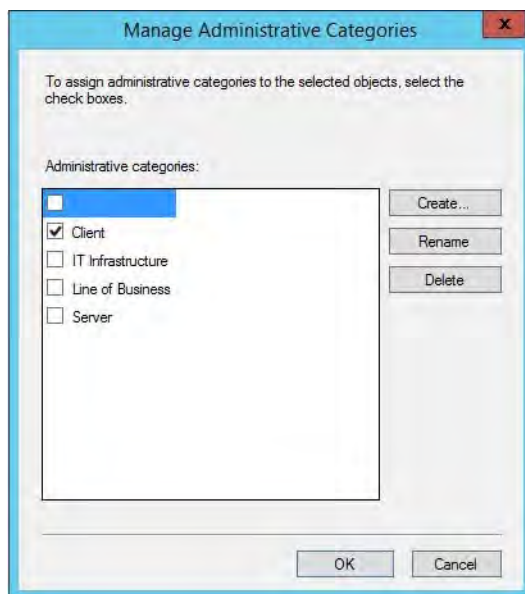 Manage Administrative Categories
x
To assign administrative categories to the selected objects, select the
check boxes.
Administrative categories:
Create...
Client
Rename
IT Infrastructure
Delete
Line of Business
Server
OK
Cancel